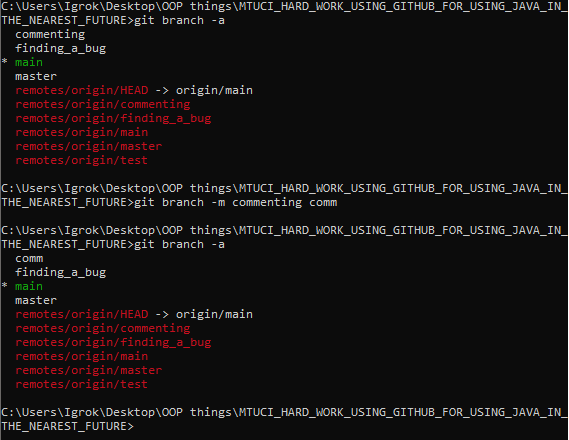 C:\Users\Igrok\Desktop\OOP things\MTUCI_HARD_WORK_USING_GITHUB_FOR_USING_JAVA_IN_
THE_NEAREST_FUTURE>git branch -a
  commenting
  finding_a_bug
* main
  master
  remotes/origin/HEAD -> origin/main
  remotes/origin/commenting
  remotes/origin/finding_a_bug
  remotes/origin/main
  remotes/origin/master
  remotes/origin/test
C:\Users\Igrok\Desktop\OOP things\MTUCI_HARD_WORK_USING_GITHUB_FOR_USING_JAVA_IN_
THE_NEAREST_FUTURE>git branch -m commenting comm
C:\Users\Igrok\Desktop\OOP things\MTUCI_HARD_WORK_USING_GITHUB_FOR_USING_JAVA_IN_
THE_NEAREST_FUTURE>git branch -a
  comm
  finding_a_bug
* main
  master
  remotes/origin/HEAD -> origin/main
  remotes/origin/commenting
  remotes/origin/finding_a_bug
  remotes/origin/main
  remotes/origin/master
  remotes/origin/test
C:\Users\Igrok\Desktop\OOP things\MTUCI_HARD_WORK_USING_GITHUB_FOR_USING_JAVA_IN_
THE_NEAREST_FUTURE>